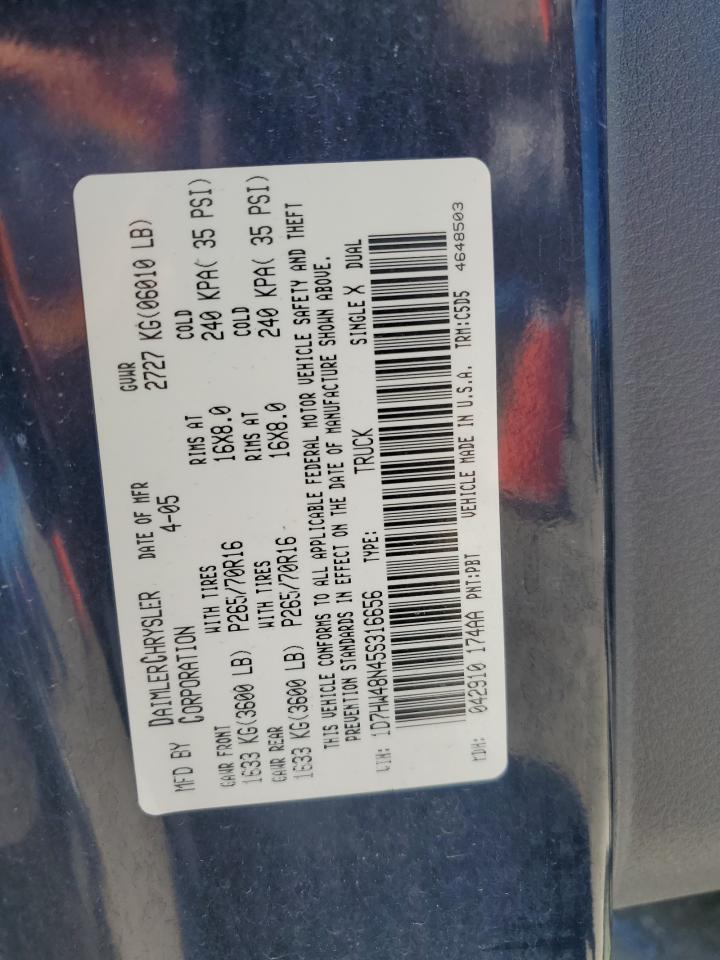 MFD BY DAIMLERCHRYSLER CORPORATION DATE OF MFR 4-05 GVWR 2727 KG(06010 LB)
GAWR FRONT WITH TIRES RIMS AT COLD
1633 KG(3600 LB) P265/70R16 16X8.0 240 KPA( 35 PSI)
GAWR REAR WITH TIRES RIMS AT COLD
1633 KG(3600 LB) P265/70R16 16X8.0 240 KPA( 35 PSI)
THIS VEHICLE CONFORMS TO ALL APPLICABLE FEDERAL MOTOR VEHICLE SAFETY AND THEFT
PREVENTION STANDARDS IN EFFECT ON THE DATE OF MANUFACTURE SHOWN ABOVE.
VIN: 1D7HW48N45S316656 TYPE: TRUCK SINGLE X DUAL
MDH: 042910 174AA PNT:PBT VEHICLE MADE IN U.S.A. TRM:C5D5 4648503